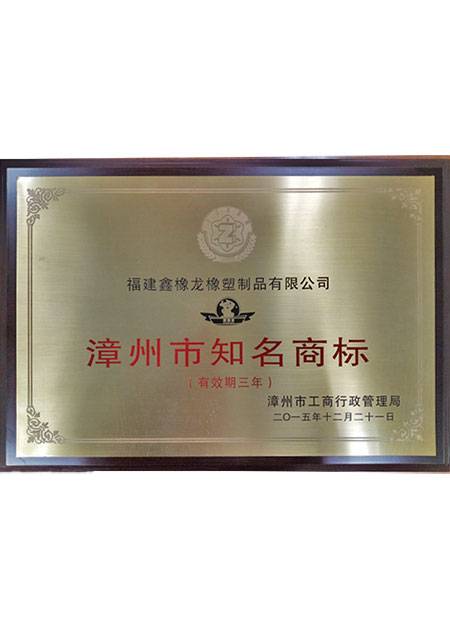 福建鑫橡龙橡塑制品有限公司
漳州市知名商标
(有效期三年)
漳州市工商行政管理局
二〇一五年十二月二十一日